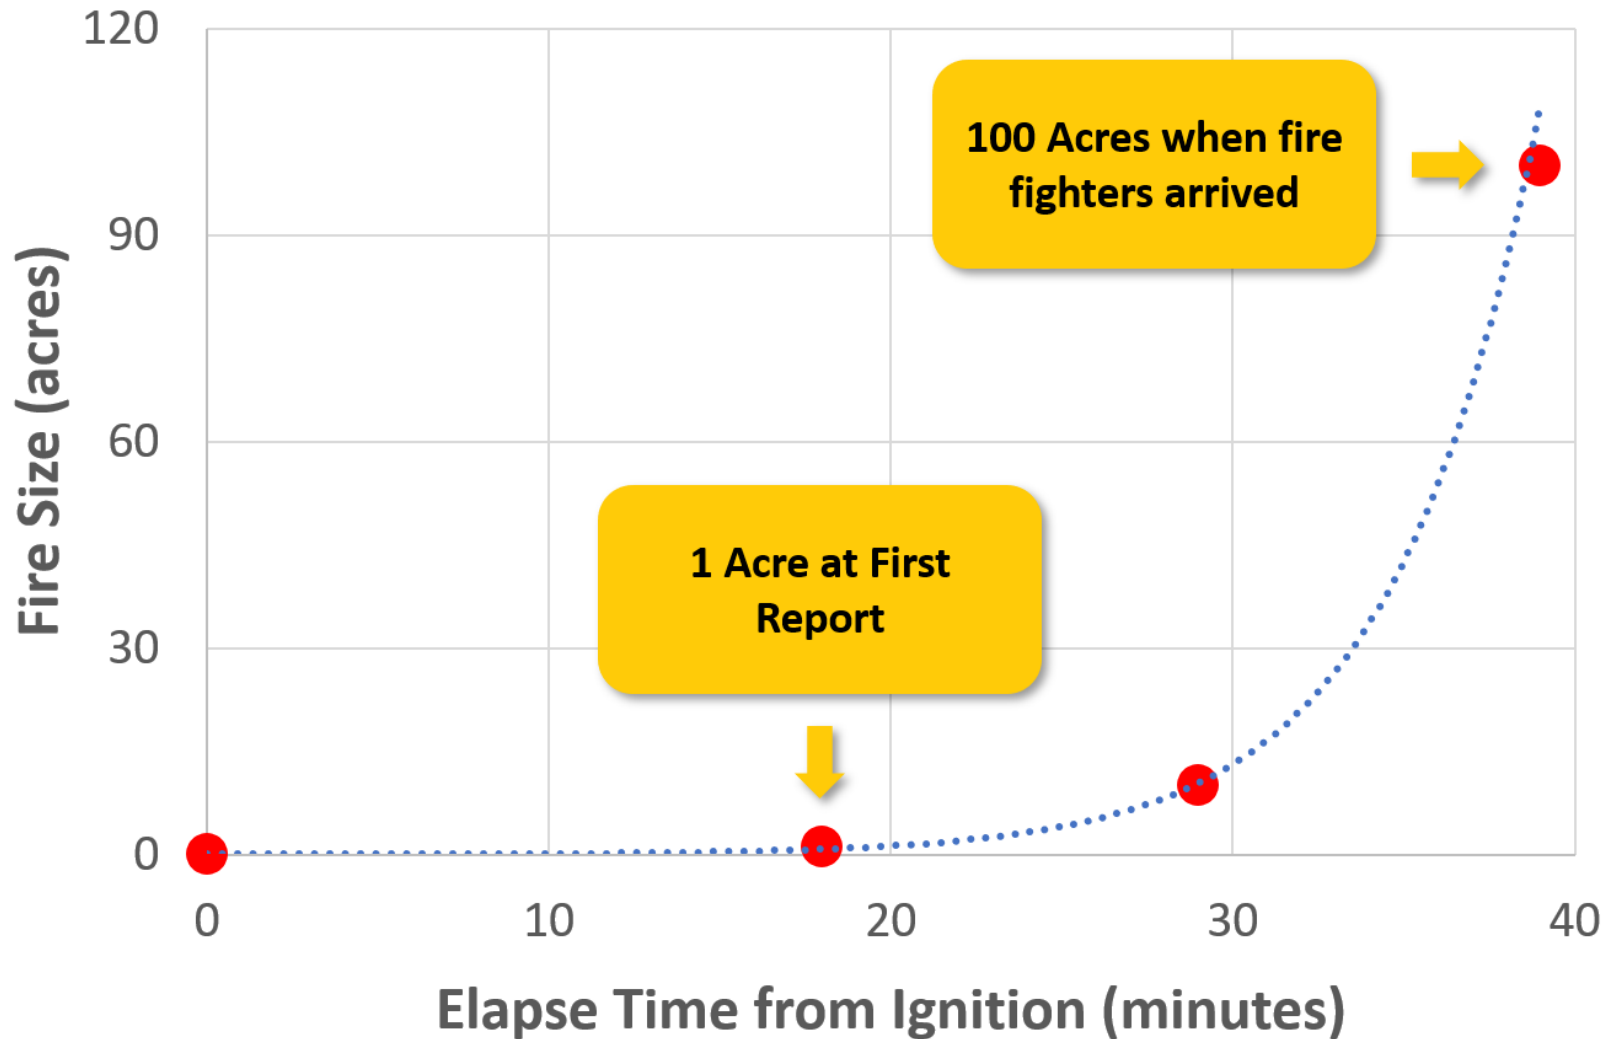 120
100 Acres when fire
fighters arrived
90
60
1 Acre at First
Report
30
0
0 10 20 30 40
Fire Size (acres)
Elapse Time from Ignition (minutes)